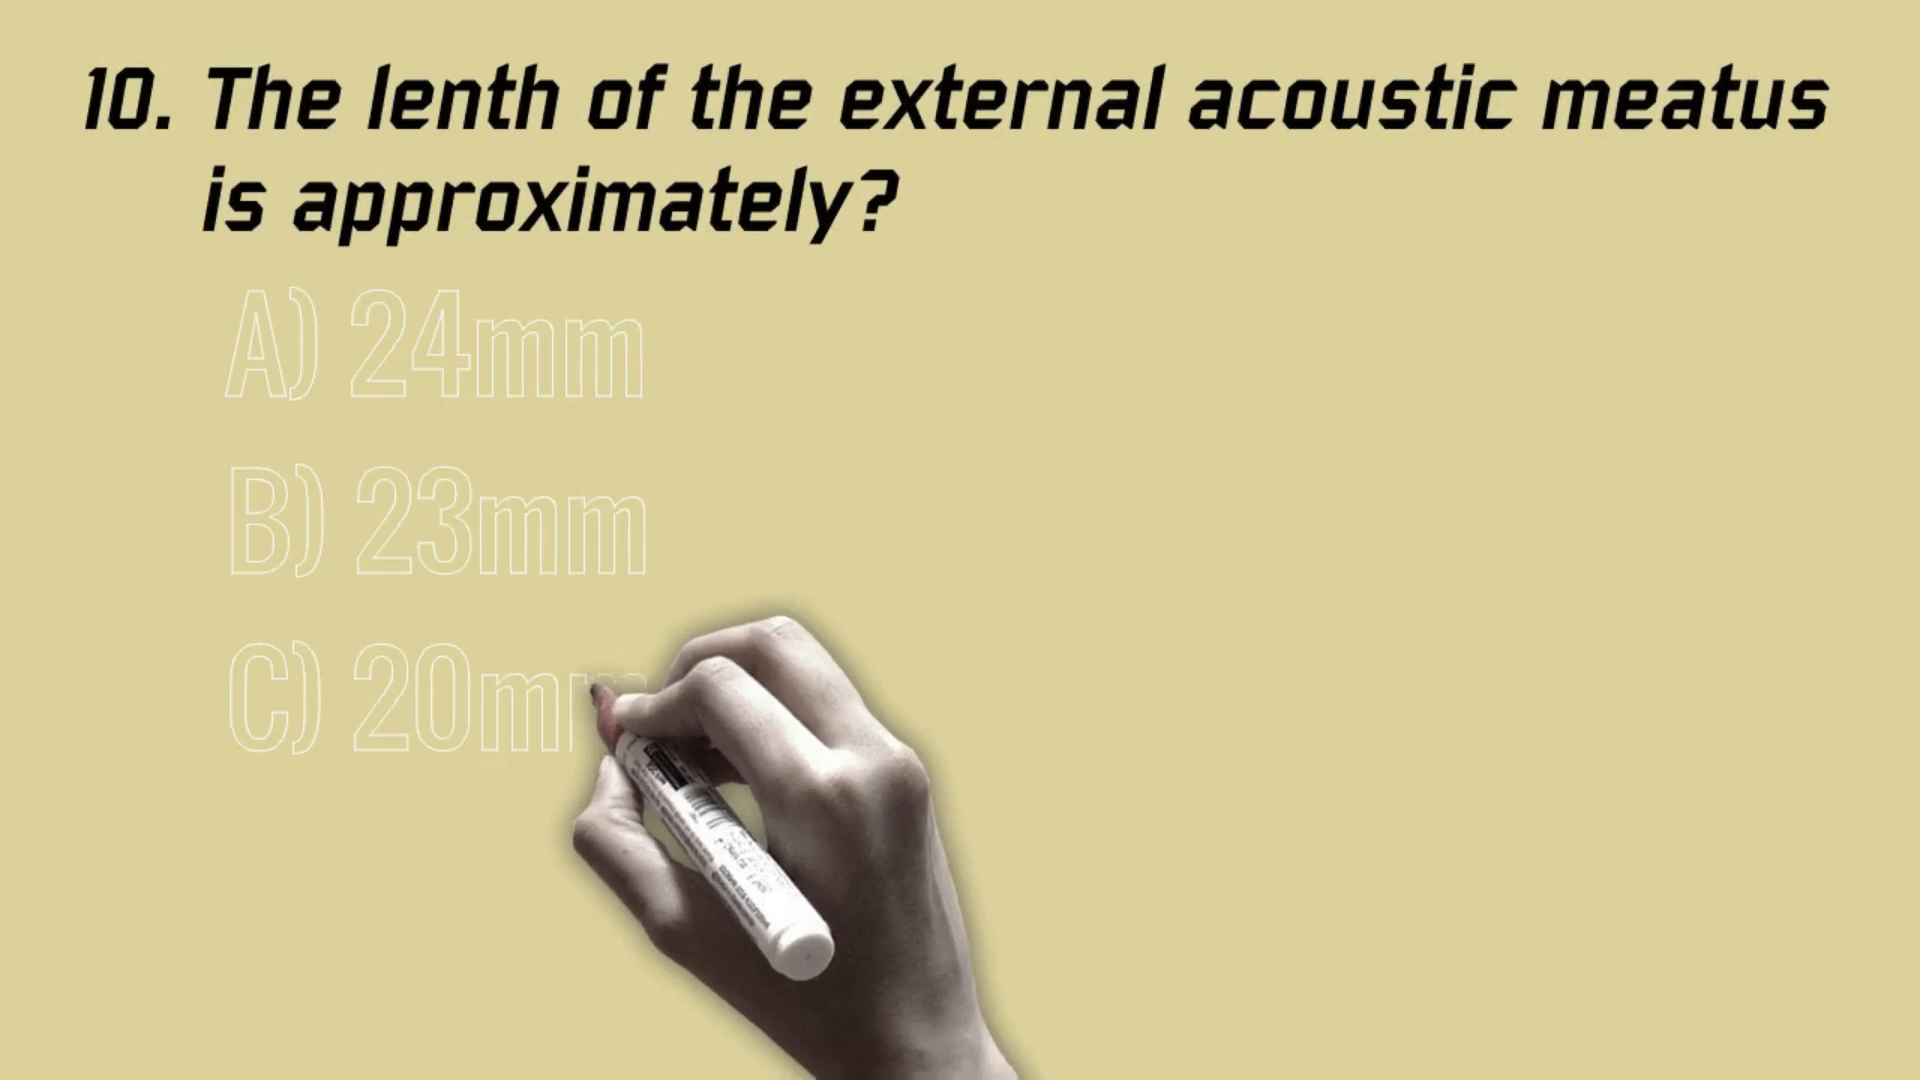 10. The lenth of the external acoustic meatus
is approximately?
A) 24mm
B) 23mm
C) 20m